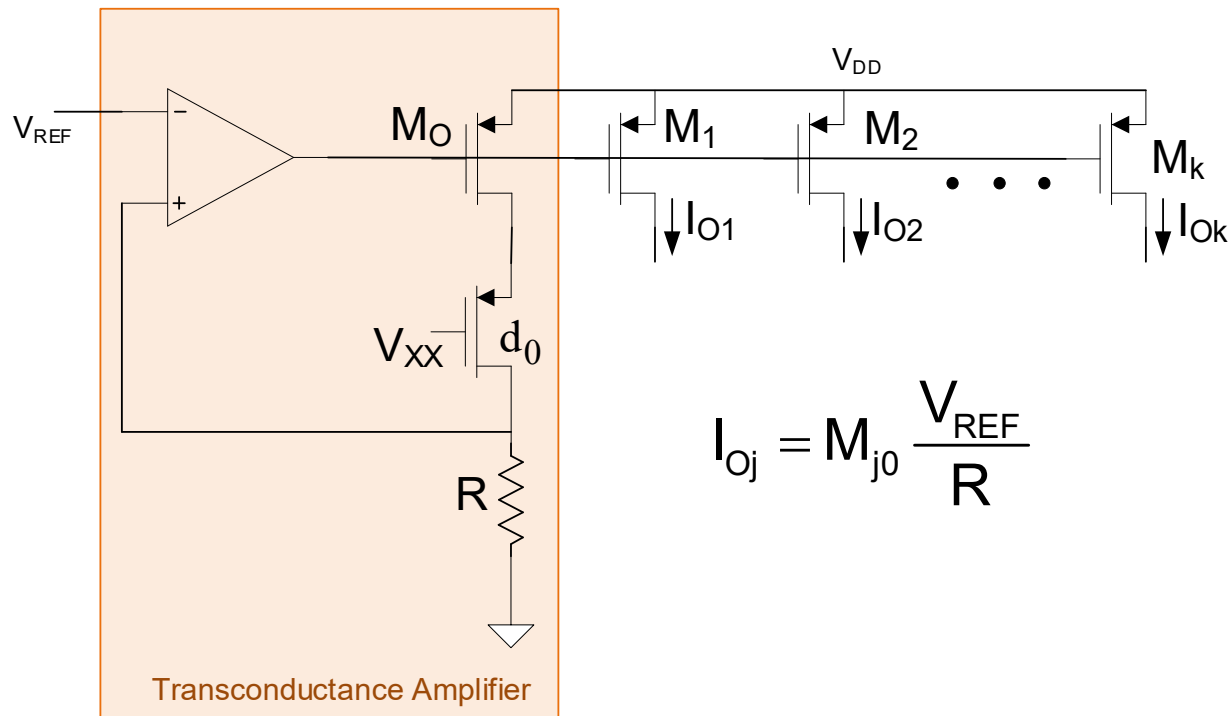 V_DD
V_REF
−
+
M_O
M_1
M_2
• • •
M_k
I_O1
I_O2
I_Ok
V_XX
d_0
R
I_Oj = M_j0 V_REF / R
Transconductance Amplifier